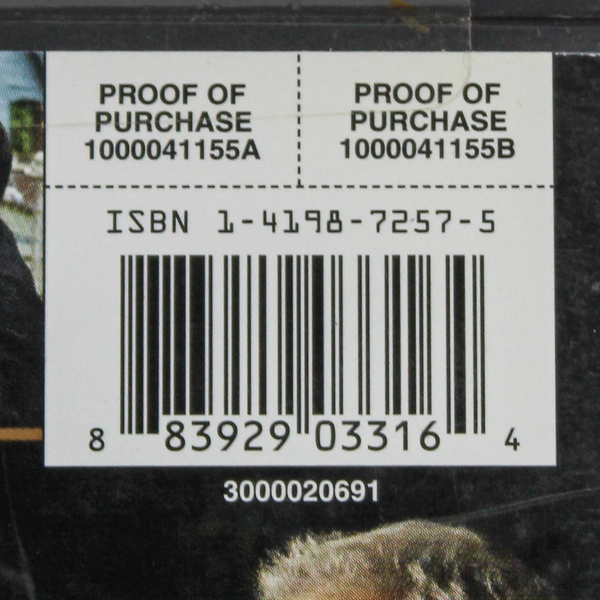 PROOF OF
PURCHASE
1000041155A
PROOF OF
PURCHASE
1000041155B
ISBN 1-4198-7257-5
8 83929 03316 4
3000020691